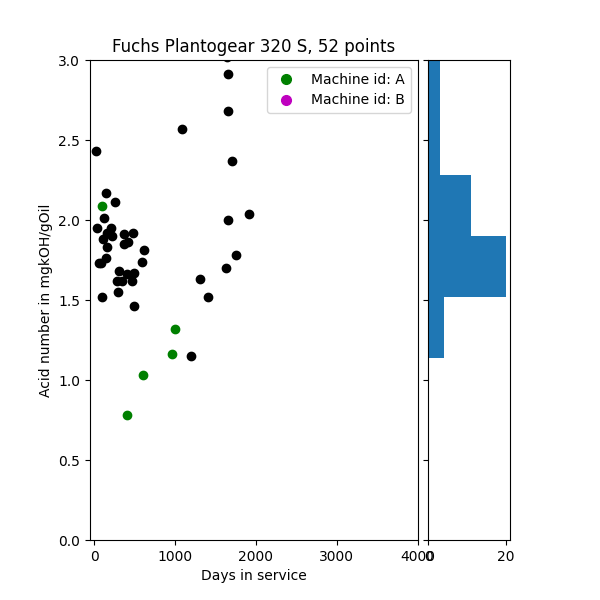 Fuchs Plantogear 320 S, 52 points
Machine id: A
Machine id: B
3.0
2.5
2.0
1.5
1.0
0.5
0.0
Acid number in mgkOH/gOil
0 1000 2000 3000 4000
0 20
Days in service